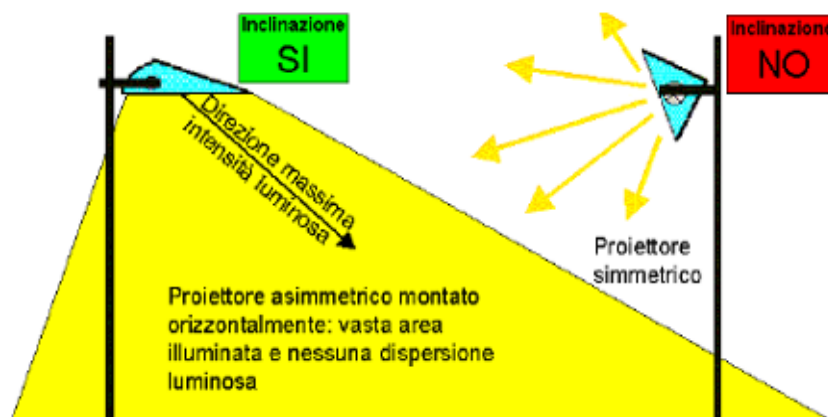 Inclinazione
SI
Inclinazione
NO
Direzione massima
intensità luminosa
Proiettore
simmetrico
Proiettore asimmetrico montato
orizzontalmente: vasta area
illuminata e nessuna dispersione
luminosa